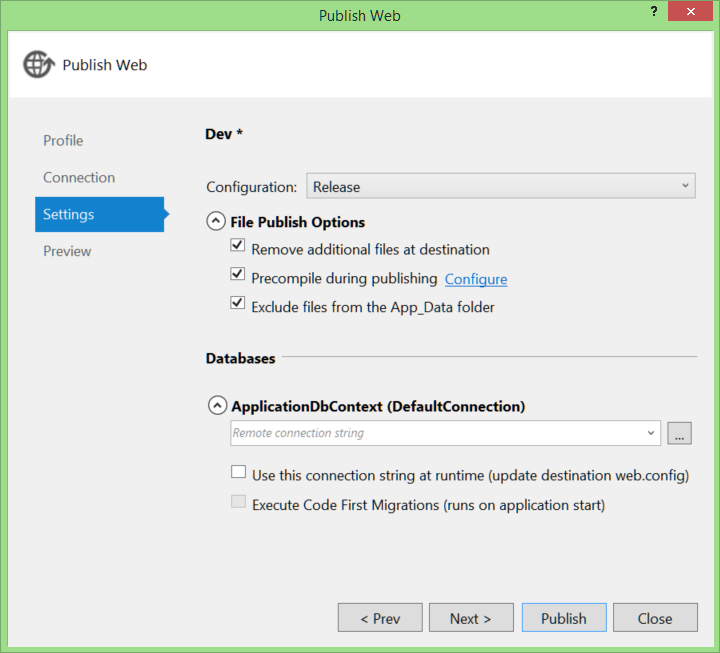 Publish Web
?
Publish Web
Profile
Connection
Settings
Preview
Dev *
Configuration: Release
File Publish Options
Remove additional files at destination
Precompile during publishing Configure
Exclude files from the App_Data folder
Databases
ApplicationDbContext (DefaultConnection)
Remote connection string
...
Use this connection string at runtime (update destination web.config)
Execute Code First Migrations (runs on application start)
< Prev Next > Publish Close